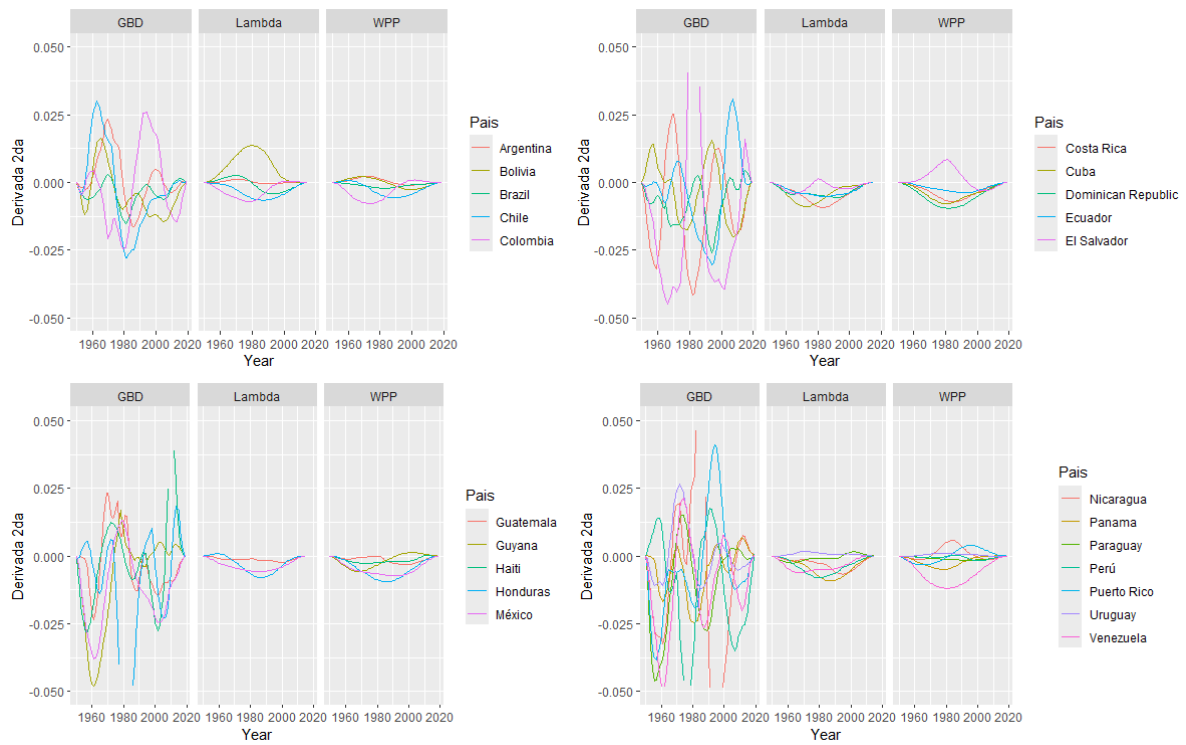 GBD Lambda WPP
0.050
0.025
0.000
-0.025
-0.050
Derivada 2da
1960 1980 2000 2020 1960 1980 2000 2020 1960 1980 2000 2020
Year
Pais
Argentina
Bolivia
Brazil
Chile
Colombia
GBD Lambda WPP
0.050
0.025
0.000
-0.025
-0.050
Derivada 2da
1960 1980 2000 2020 1960 1980 2000 2020 1960 1980 2000 2020
Year
Pais
Costa Rica
Cuba
Dominican Republic
Ecuador
El Salvador
GBD Lambda WPP
0.050
0.025
0.000
-0.025
-0.050
Derivada 2da
1960 1980 2000 2020 1960 1980 2000 2020 1960 1980 2000 2020
Year
Pais
Guatemala
Guyana
Haiti
Honduras
México
GBD Lambda WPP
0.050
0.025
0.000
-0.025
-0.050
Derivada 2da
1960 1980 2000 2020 1960 1980 2000 2020 1960 1980 2000 2020
Year
Pais
Nicaragua
Panama
Paraguay
Perú
Puerto Rico
Uruguay
Venezuela